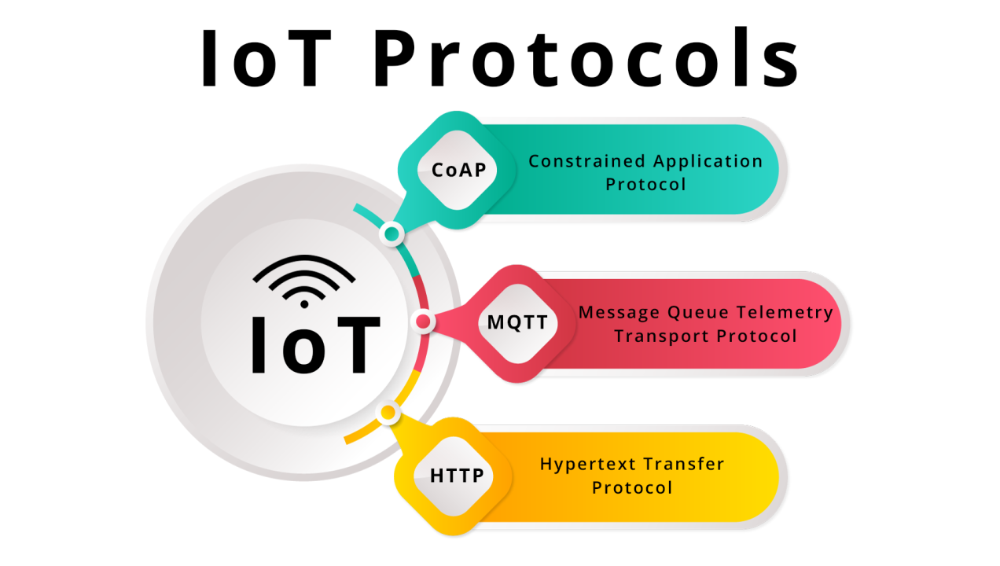 IoT Protocols
CoAP
Constrained Application
Protocol
IoT
MQTT
Message Queue Telemetry
Transport Protocol
HTTP
Hypertext Transfer
Protocol